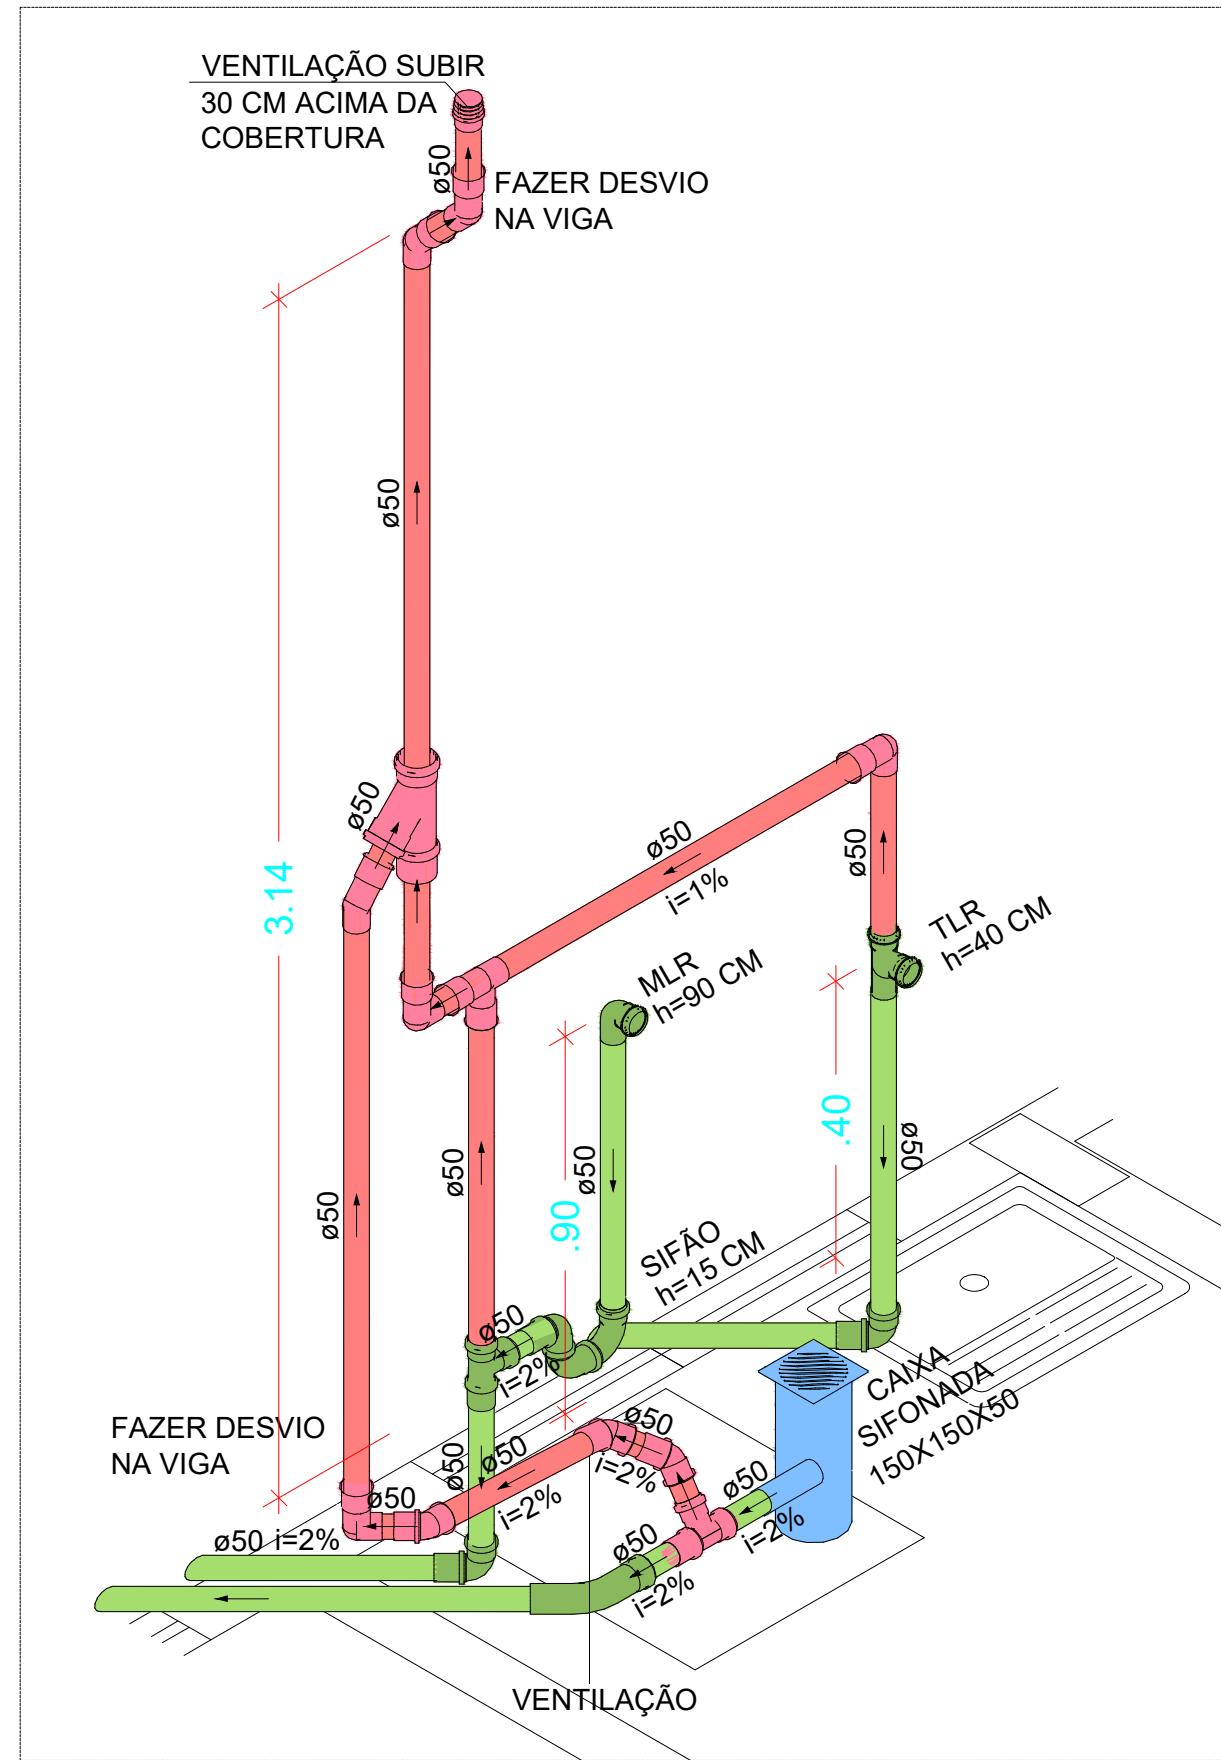 VENTILAÇÃO SUBIR
30 CM ACIMA DA
COBERTURA
ø50
FAZER DESVIO
NA VIGA
ø50
ø50
3.14
ø50
i=1%
ø50
TLR
h=40 CM
MLR
h=90 CM
.40
ø50
ø50
ø50
ø50
.90
SIFÃO
h=15 CM
ø50
i=2%
CAIXA
SIFONADA
150X150X50
FAZER DESVIO
NA VIGA
ø50
ø50
i=2%
ø50
i=2%
ø50
i=2%
ø50
ø50 i=2%
ø50
i=2%
VENTILAÇÃO